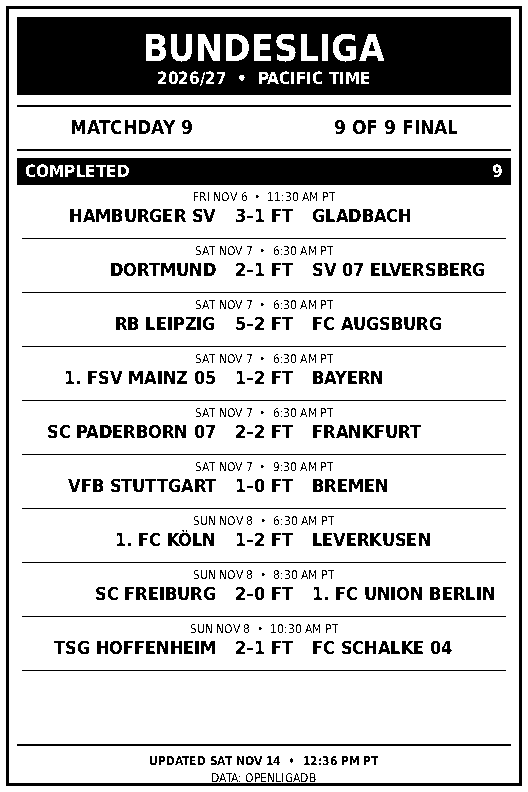 BUNDESLIGA
2026/27 • PACIFIC TIME
MATCHDAY 9 9 OF 9 FINAL
COMPLETED 9
FRI NOV 6 • 11:30 AM PT
HAMBURGER SV 3–1 FT GLADBACH
SAT NOV 7 • 6:30 AM PT
DORTMUND 2–1 FT SV 07 ELVERSBERG
SAT NOV 7 • 6:30 AM PT
RB LEIPZIG 5–2 FT FC AUGSBURG
SAT NOV 7 • 6:30 AM PT
1. FSV MAINZ 05 1–2 FT BAYERN
SAT NOV 7 • 6:30 AM PT
SC PADERBORN 07 2–2 FT FRANKFURT
SAT NOV 7 • 9:30 AM PT
VFB STUTTGART 1–0 FT BREMEN
SUN NOV 8 • 6:30 AM PT
1. FC KÖLN 1–2 FT LEVERKUSEN
SUN NOV 8 • 8:30 AM PT
SC FREIBURG 2–0 FT 1. FC UNION BERLIN
SUN NOV 8 • 10:30 AM PT
TSG HOFFENHEIM 2–1 FT FC SCHALKE 04
UPDATED SAT NOV 14 • 12:36 PM PT
DATA: OPENLIGADB